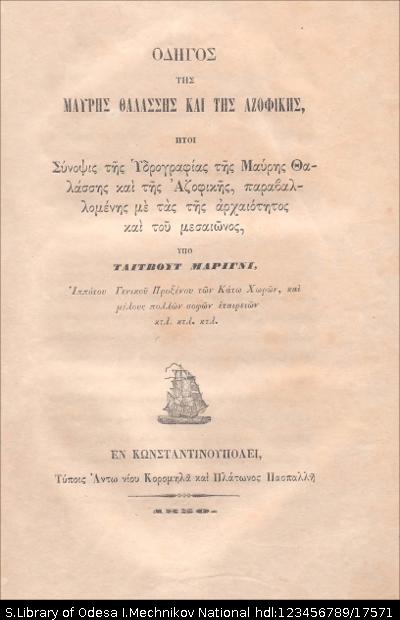 ΟΔΗΓΟΣ
ΤΗΣ
ΜΑΥΡΗΣ ΘΑΛΑΣΣΗΣ ΚΑΙ ΤΗΣ ΑΖΟΦΙΚΗΣ,
ΗΤΟΙ
Σύνοψις τῆς Ὑδρογραφίας τῆς Μαύρης Θα-
λάσσης καὶ τῆς Ἀζοφικῆς, παραβαλ-
λομένης μὲ τὰς τῆς ἀρχαιότητος
καὶ τοῦ μεσαιῶνος,
ΥΠΟ
ΤΑΙΤΒΟΥΤ ΜΑΡΙΓΝΙ,
Ἱππότου Γενικοῦ Προξένου τῶν Κάτω Χωρῶν, καὶ
μέλους πολλῶν σοφῶν ἑταιρειῶν
κτλ. κτλ. κτλ.
ΕΝ ΚΩΝΣΤΑΝΤΙΝΟΥΠΟΛΕΙ,
Τύποις Ἀντω νίου Κορομηλᾶ καὶ Πλάτωνος Πασπαλλῆ
S.Library of Odesa I.Mechnikov National hdl:123456789/17571